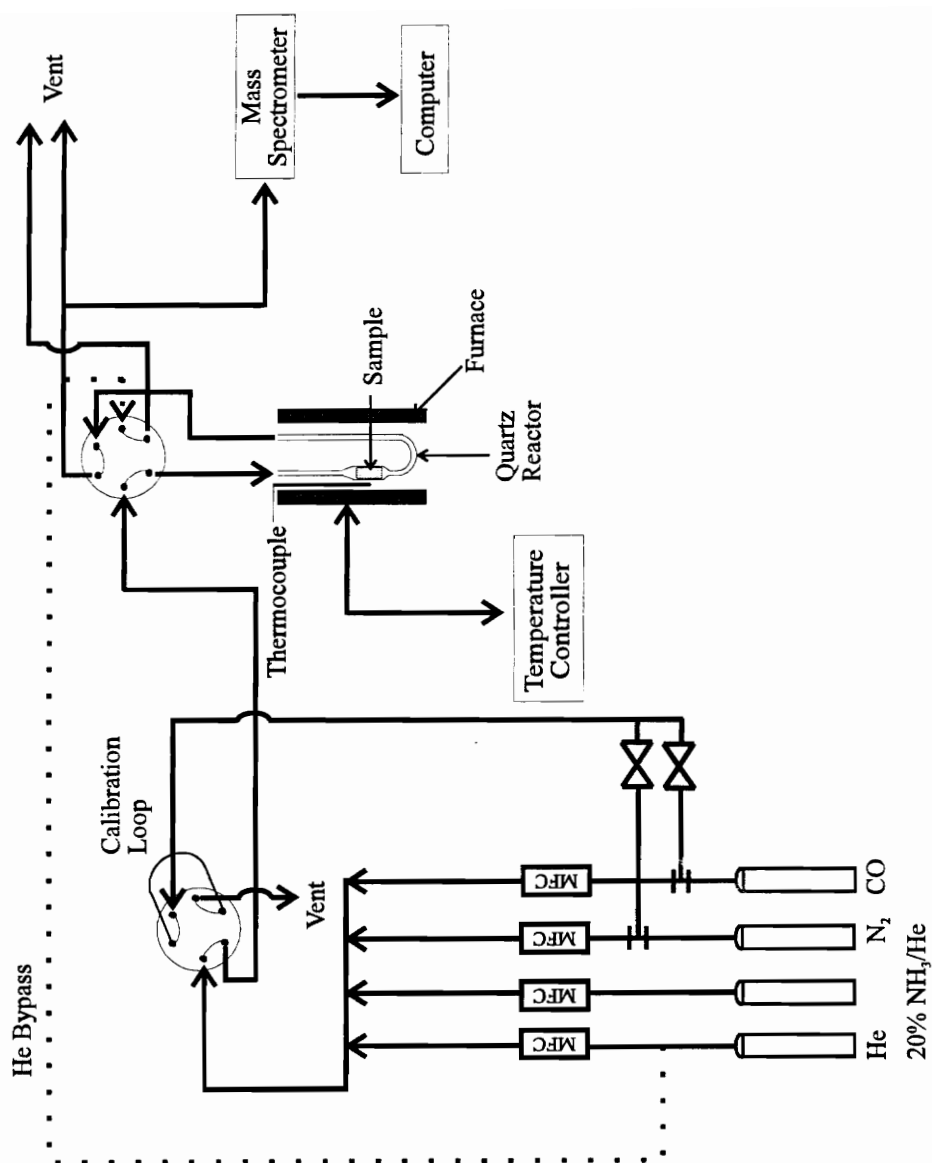 He Bypass
Vent
Mass
Spectrometer
Computer
Calibration
Loop
Vent
Thermocouple
Sample
Furnace
Quartz
Reactor
Temperature
Controller
MFC
MFC
MFC
MFC
He
20% NH₃/He
N₂
CO